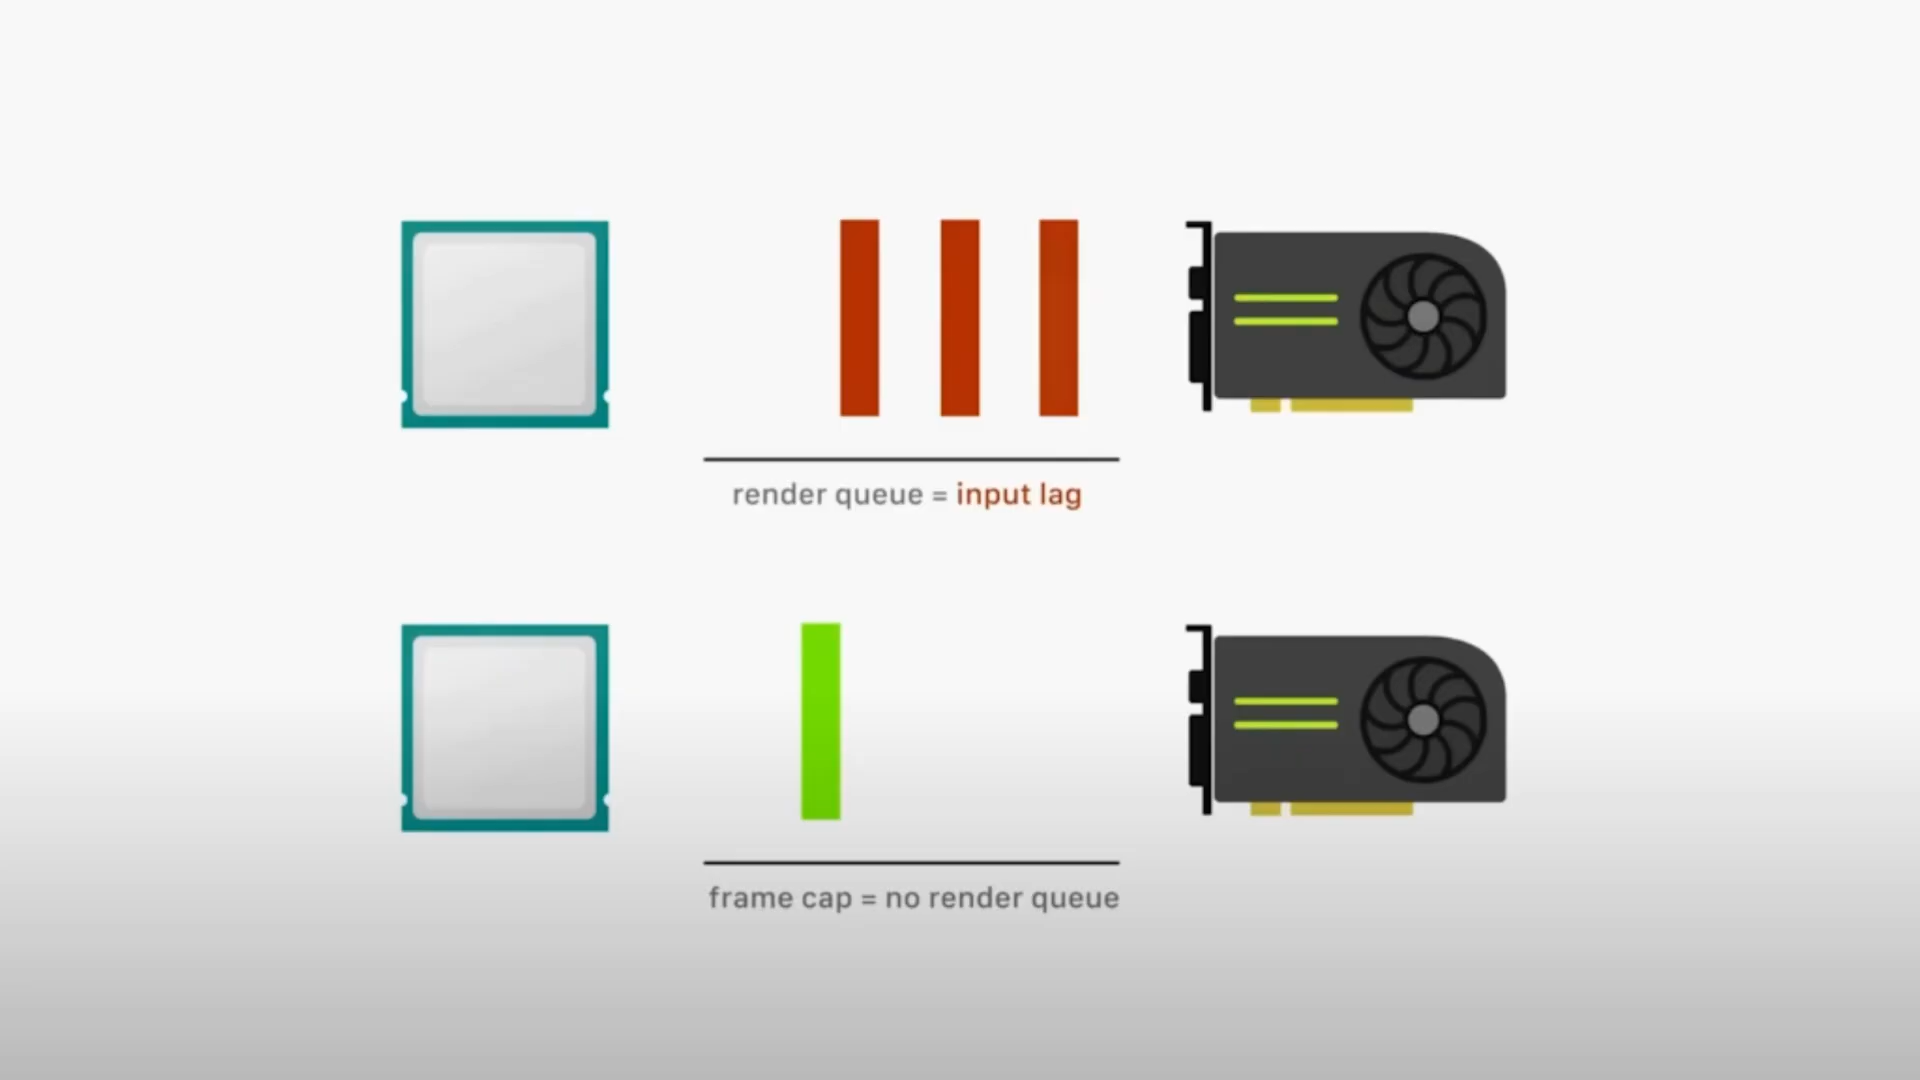 render queue = input lag
frame cap = no render queue